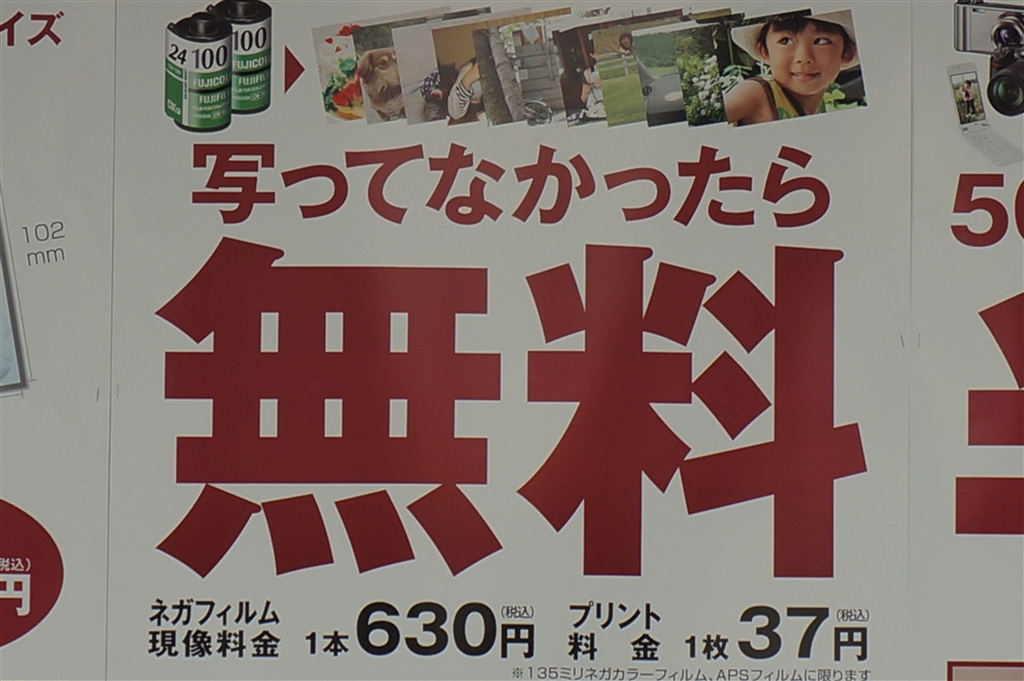 イズ
24 100
100
FUJICOL
FUJIFILM
写ってなかったら
102
mm
50
無料
税込)
円
ネガフィルム
現像料金 1本630円(税込)
プリント
料金 1枚37円(税込)
※135ミリネガカラーフィルム、APSフィルムに限ります